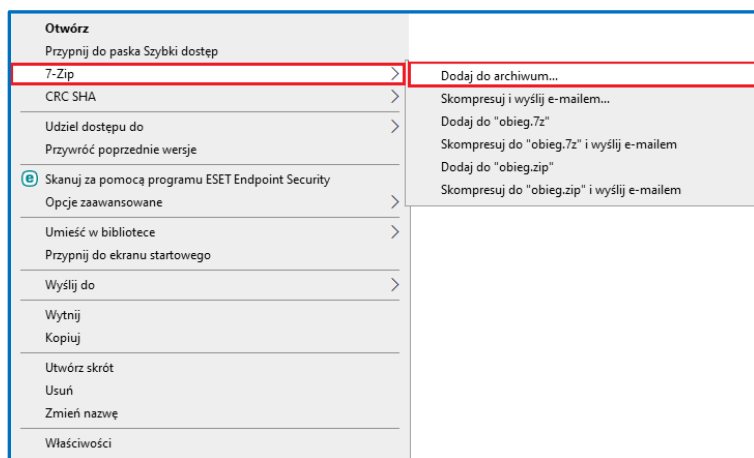 Otwórz
Przypnij do paska Szybki dostęp
7-Zip
CRC SHA
Udziel dostępu do
Przywróć poprzednie wersje
Skanuj za pomocą programu ESET Endpoint Security
Opcje zaawansowane
Umieść w bibliotece
Przypnij do ekranu startowego
Wyślij do
Wytnij
Kopiuj
Utwórz skrót
Usuń
Zmień nazwę
Właściwości
Dodaj do archiwum...
Skompresuj i wyślij e-mailem...
Dodaj do "obieg.7z"
Skompresuj do "obieg.7z" i wyślij e-mailem
Dodaj do "obieg.zip"
Skompresuj do "obieg.zip" i wyślij e-mailem